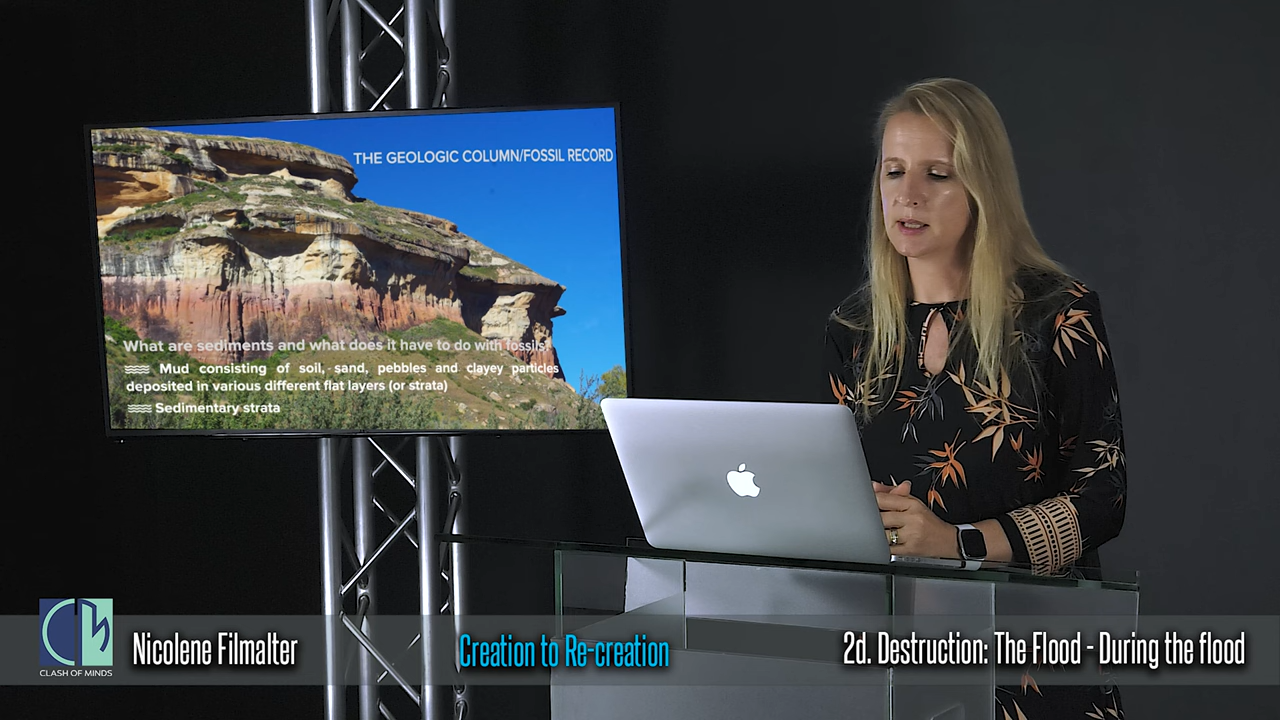 THE GEOLOGIC COLUMN/FOSSIL RECORD
What are sediments and what does it have to do with fossils?
Mud consisting of soil, sand, pebbles and clayey particles
deposited in various different flat layers (or strata)
Sedimentary strata
CLASH OF MINDS
Nicolene Filmalter
Creation to Re-creation
2d. Destruction: The Flood - During the flood